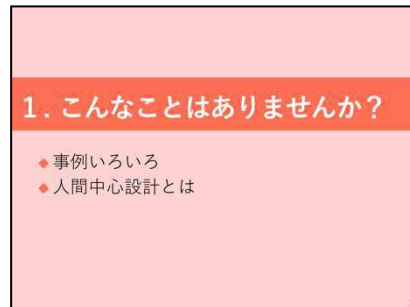 1. こんなことはありませんか？
◆事例いろいろ
◆人間中心設計とは